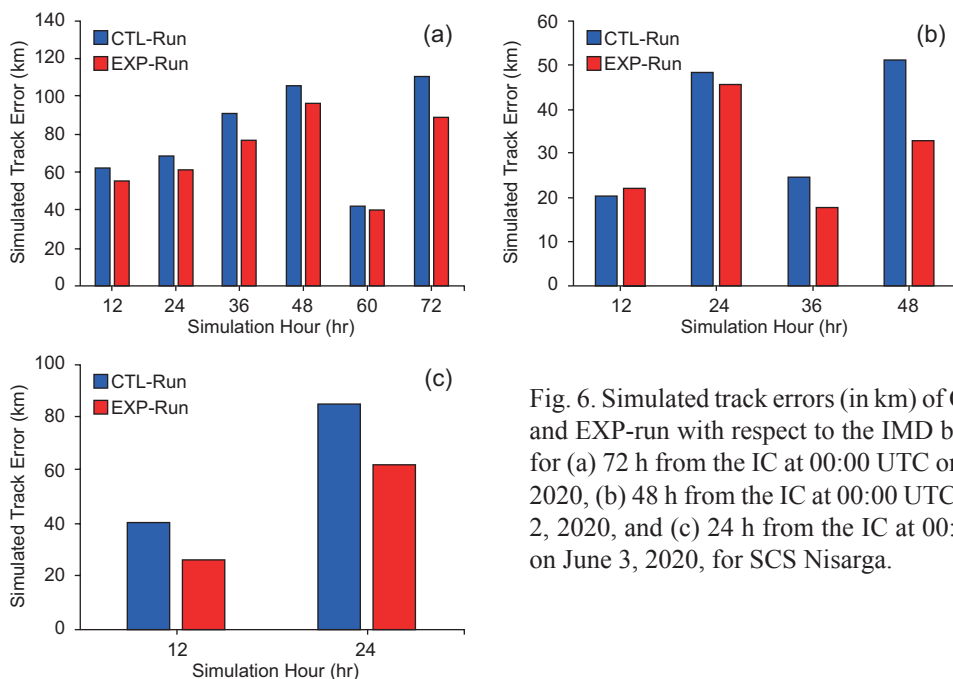 140
120
100
80
60
40
20
0
Simulated Track Error (km)
CTL-Run
EXP-Run
(a)
12 24 36 48 60 72
Simulation Hour (hr)
60
50
40
30
20
10
0
Simulated Track Error (km)
CTL-Run
EXP-Run
(b)
12 24 36 48
Simulation Hour (hr)
100
80
60
40
20
0
Simulated Track Error (km)
CTL-Run
EXP-Run
(c)
12 24
Simulation Hour (hr)
Fig. 6. Simulated track errors (in km) of
and EXP-run with respect to the IMD
for (a) 72 h from the IC at 00:00 UTC
2020, (b) 48 h from the IC at 00:00 UTC
2, 2020, and (c) 24 h from the IC at
on June 3, 2020, for SCS Nisarga.